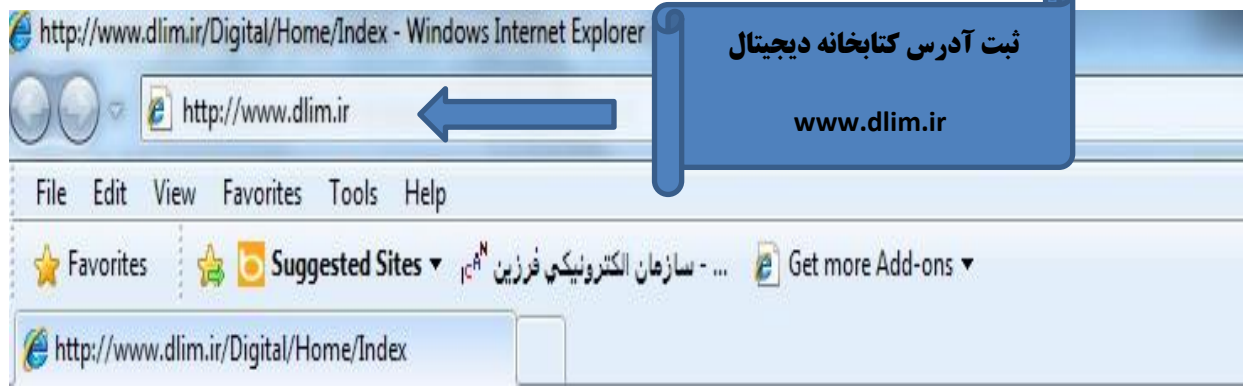 http://www.dlim.ir/Digital/Home/Index - Windows Internet Explorer
ثبت آدرس کتابخانه دیجیتال
www.dlim.ir
http://www.dlim.ir
File Edit View Favorites Tools Help
Favorites Suggested Sites ▾ ... - سازمان الكترونيكي فرزين Get more Add-ons ▾
http://www.dlim.ir/Digital/Home/Index